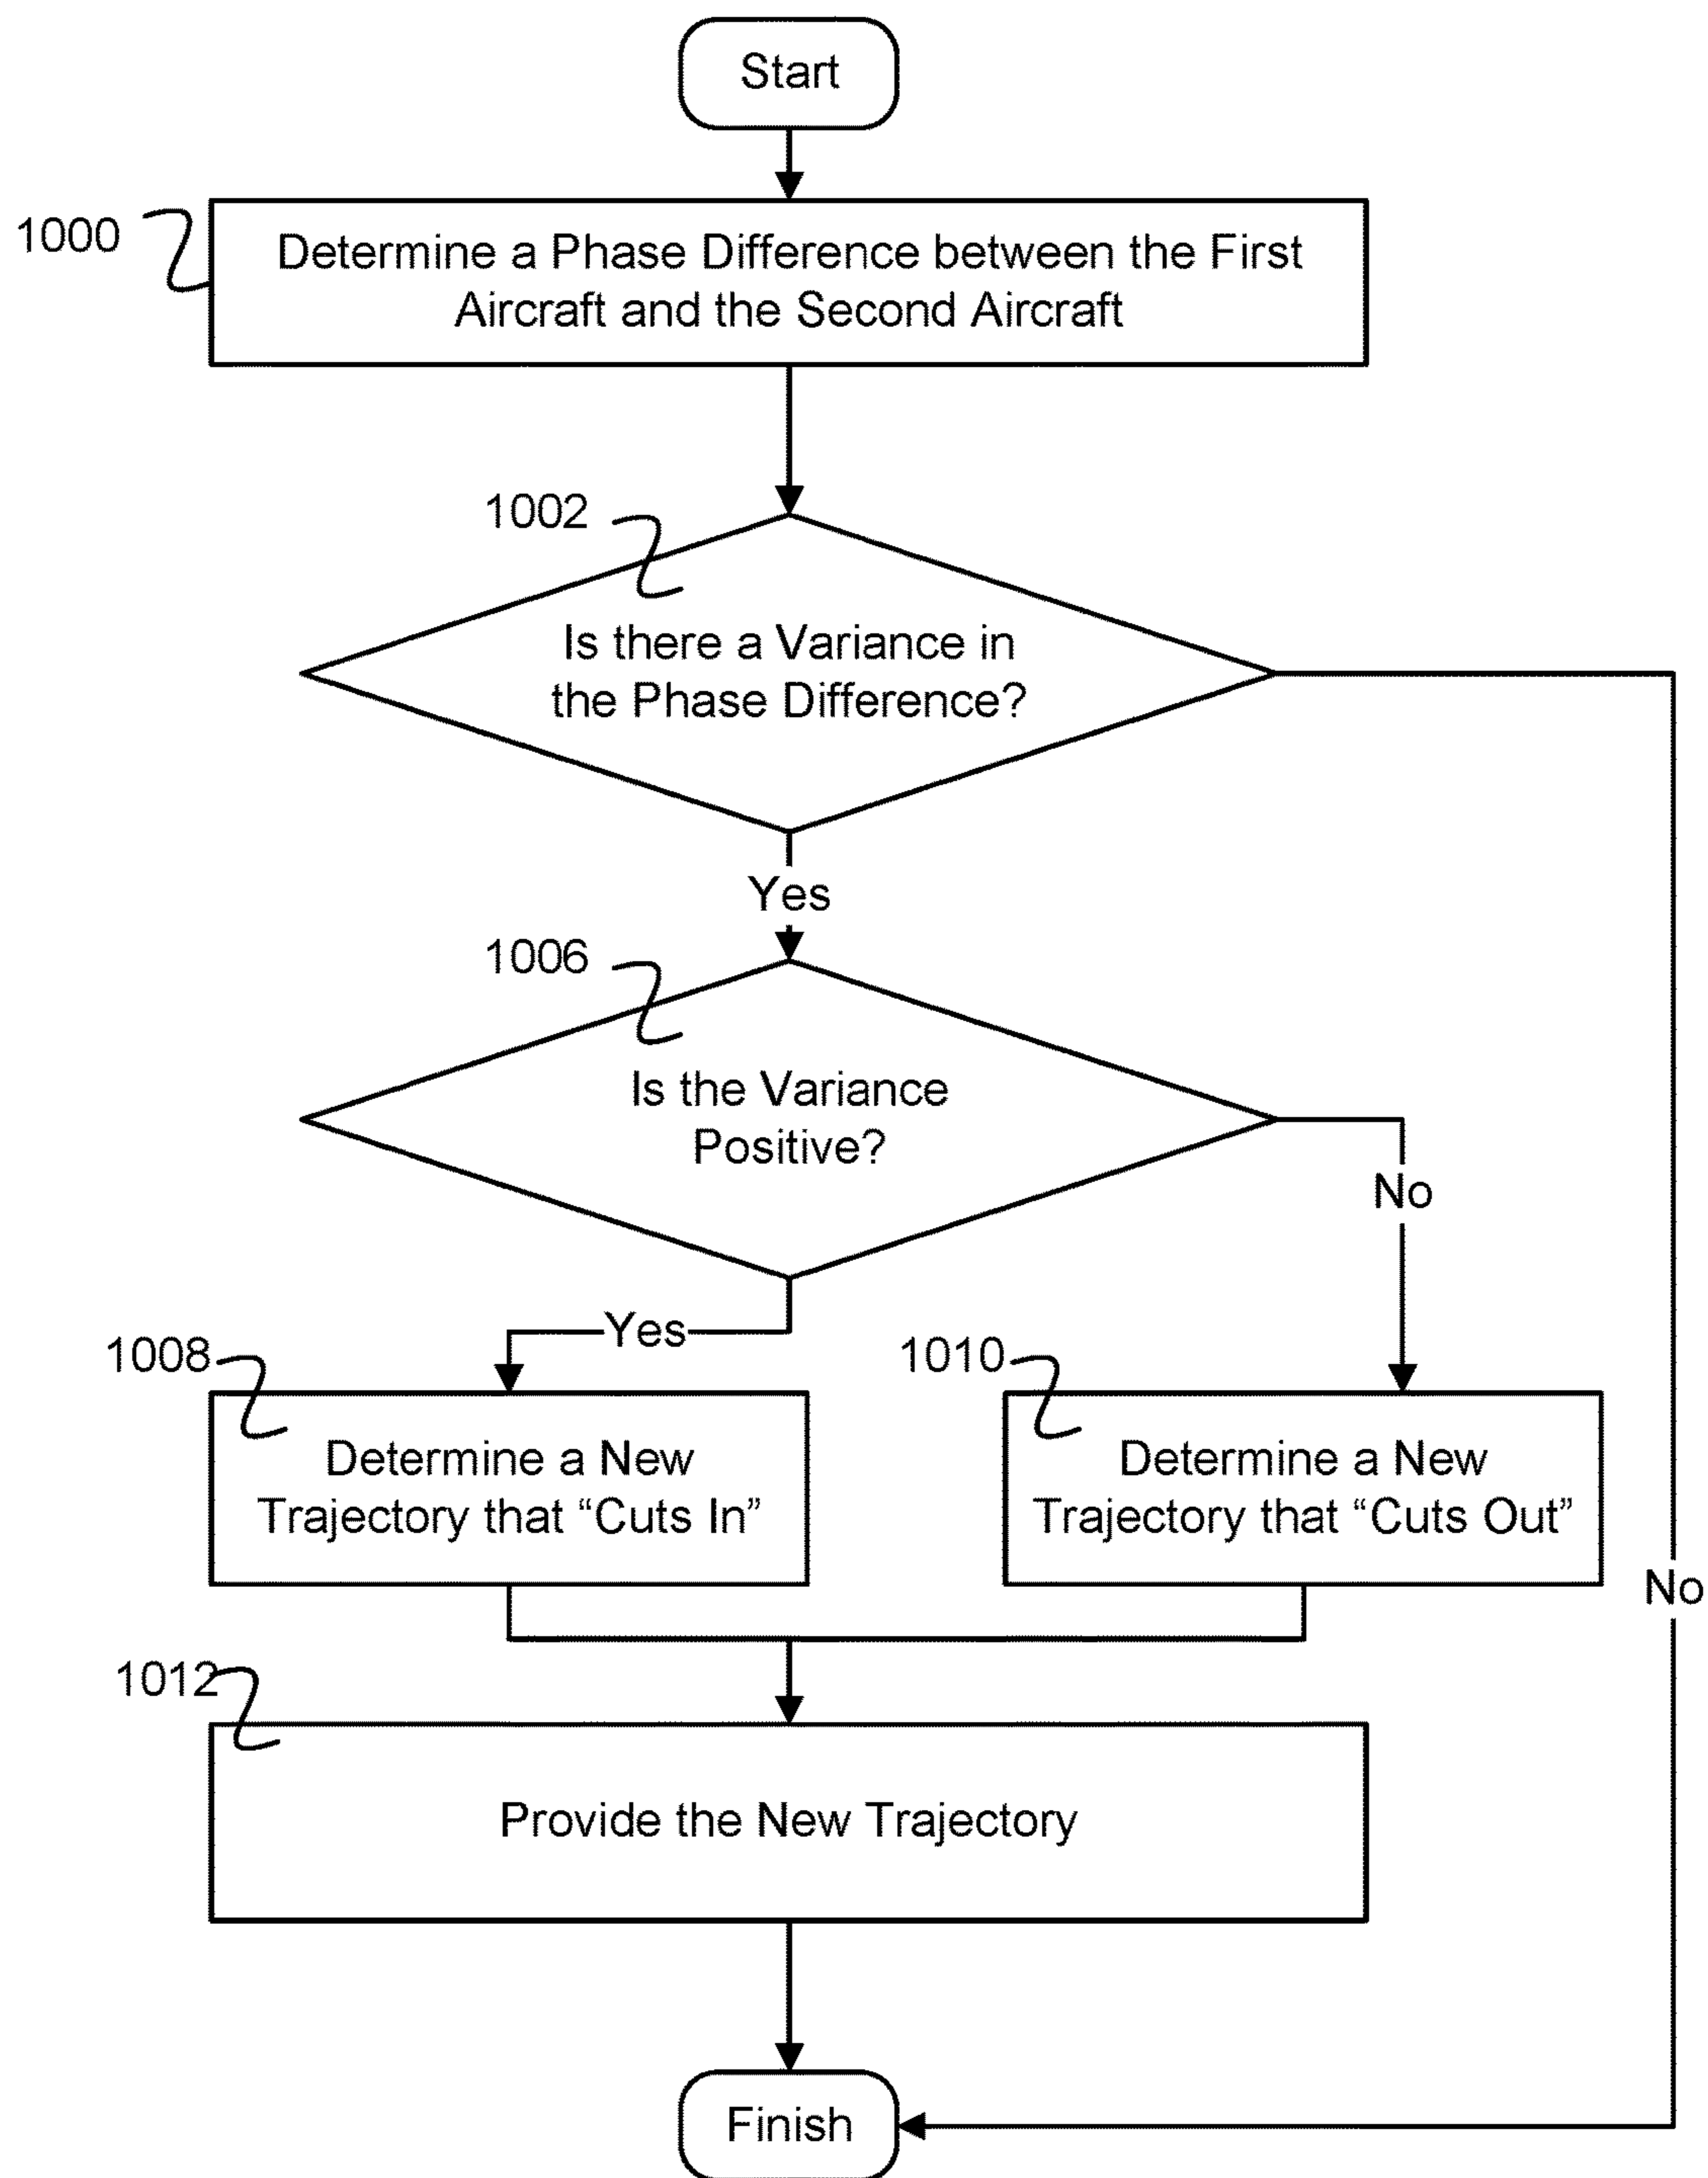 Start
1000
Determine a Phase Difference between the First
Aircraft and the Second Aircraft
1002
Is there a Variance in
the Phase Difference?
Yes
1006
Is the Variance
Positive?
No
Yes
1008
1010
Determine a New
Trajectory that “Cuts In”
Determine a New
Trajectory that “Cuts Out”
No
1012
Provide the New Trajectory
Finish